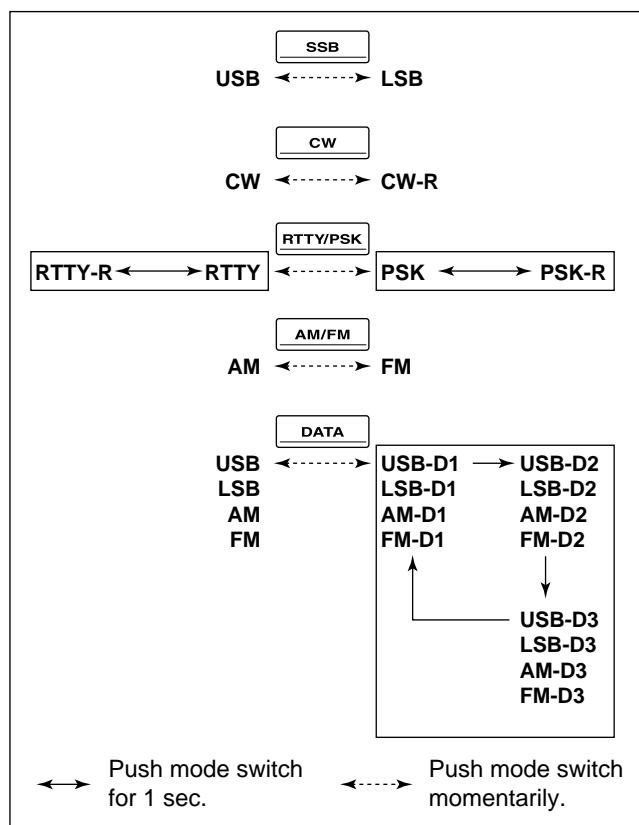 SSB
USB LSB
CW
CW CW-R
RTTY/PSK
RTTY-R RTTY PSK PSK-R
AM/FM
AM FM
DATA
USB USB-D1 USB-D2
LSB LSB-D1 LSB-D2
AM AM-D1 AM-D2
FM FM-D1 FM-D2
USB-D3
LSB-D3
AM-D3
FM-D3
Push mode switch
for 1 sec.
Push mode switch
momentarily.